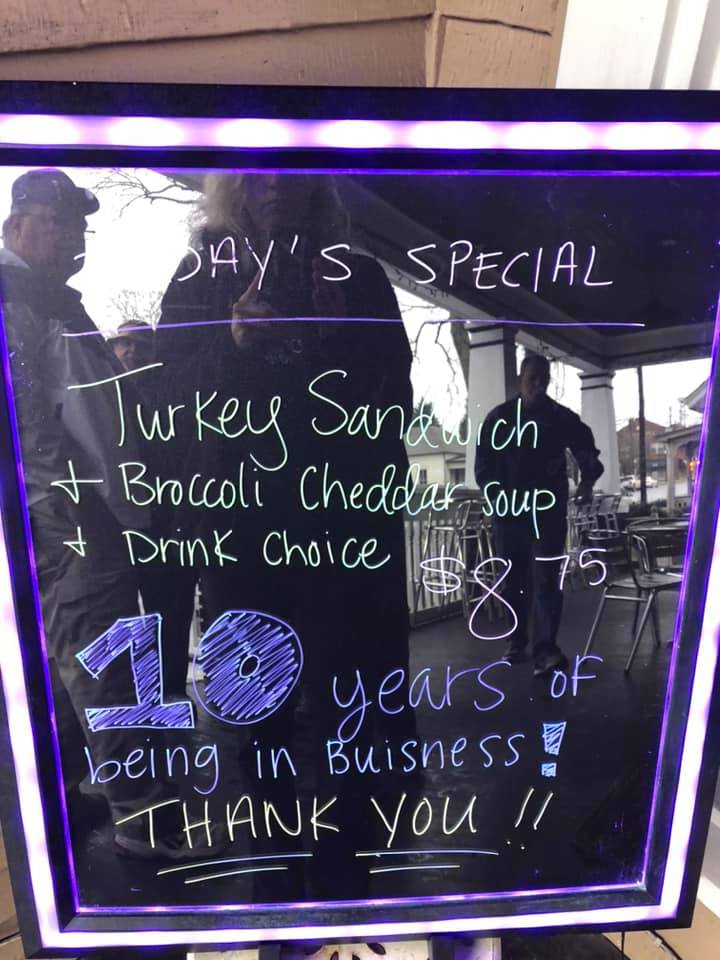 DAY'S SPECIAL
Turkey Sandwich
+ Broccoli Cheddar soup
+ Drink Choice
$8.75
10 years of
being in Buisness!
THANK YOU !!